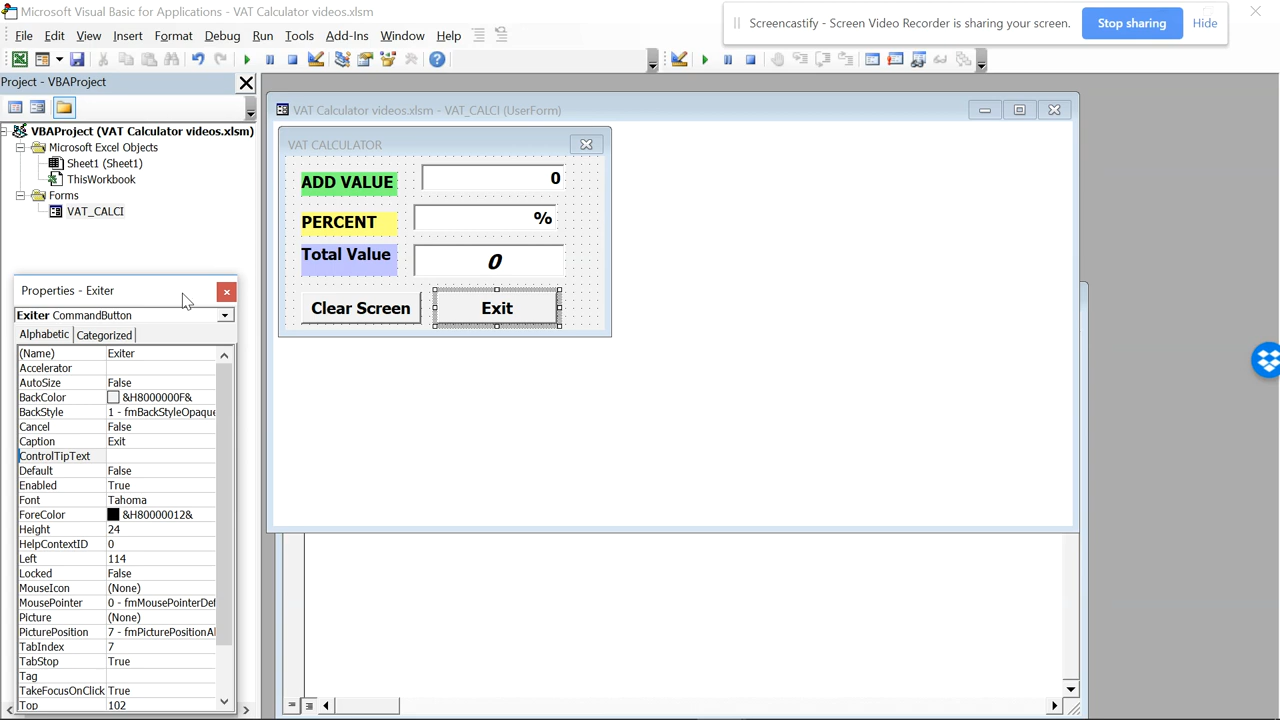 Microsoft Visual Basic for Applications - VAT Calculator videos.xlsm
Screencastify - Screen Video Recorder is sharing your screen.
Stop sharing
Hide
File Edit View Insert Format Debug Run Tools Add-Ins Window Help
Project - VBAProject
VBAProject (VAT Calculator videos.xlsm)
Microsoft Excel Objects
Sheet1 (Sheet1)
ThisWorkbook
Forms
VAT_CALCI
VAT Calculator videos.xlsm - VAT_CALCI (UserForm)
VAT CALCULATOR
ADD VALUE 0
PERCENT %
Total Value 0
Clear Screen Exit
Properties - Exiter
Exiter CommandButton
Alphabetic Categorized
(Name) Exiter
Accelerator
AutoSize False
BackColor &H8000000F&
BackStyle 1 - fmBackStyleOpaque
Cancel False
Caption Exit
ControlTipText
Default False
Enabled True
Font Tahoma
ForeColor &H80000012&
Height 24
HelpContextID 0
Left 114
Locked False
MouseIcon (None)
MousePointer 0 - fmMousePointerDef
Picture (None)
PicturePosition 7 - fmPicturePositionA
TabIndex 7
TabStop True
Tag
TakeFocusOnClick True
Top 102